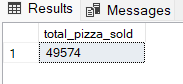 Results Messages
total_pizza_sold
1 49574